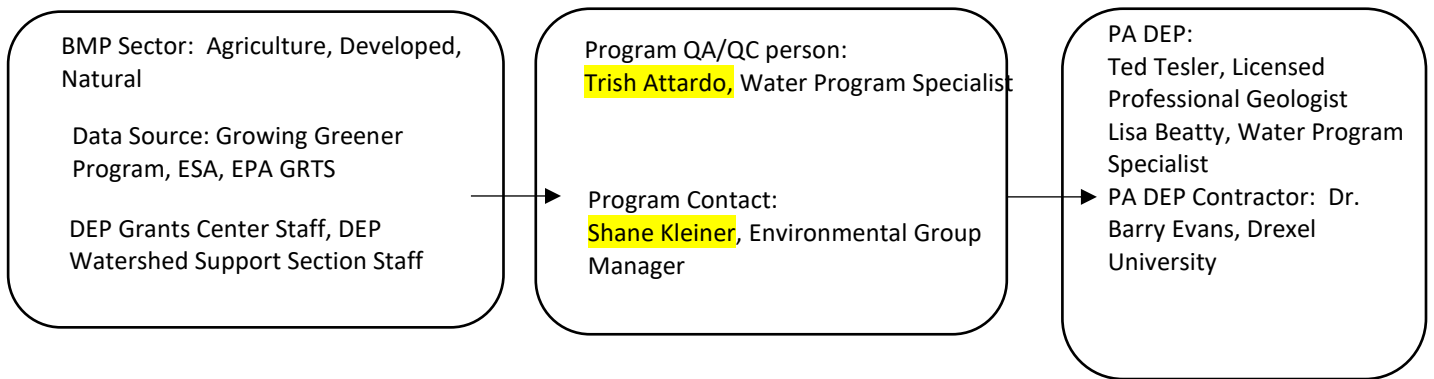 BMP Sector:  Agriculture, Developed,
Natural
Data Source: Growing Greener
Program, ESA, EPA GRTS
DEP Grants Center Staff, DEP
Watershed Support Section Staff
Program QA/QC person:
Trish Attardo, Water Program Specialist
Program Contact:
Shane Kleiner, Environmental Group
Manager
PA DEP:
Ted Tesler, Licensed
Professional Geologist
Lisa Beatty, Water Program
Specialist
PA DEP Contractor:  Dr.
Barry Evans, Drexel
University